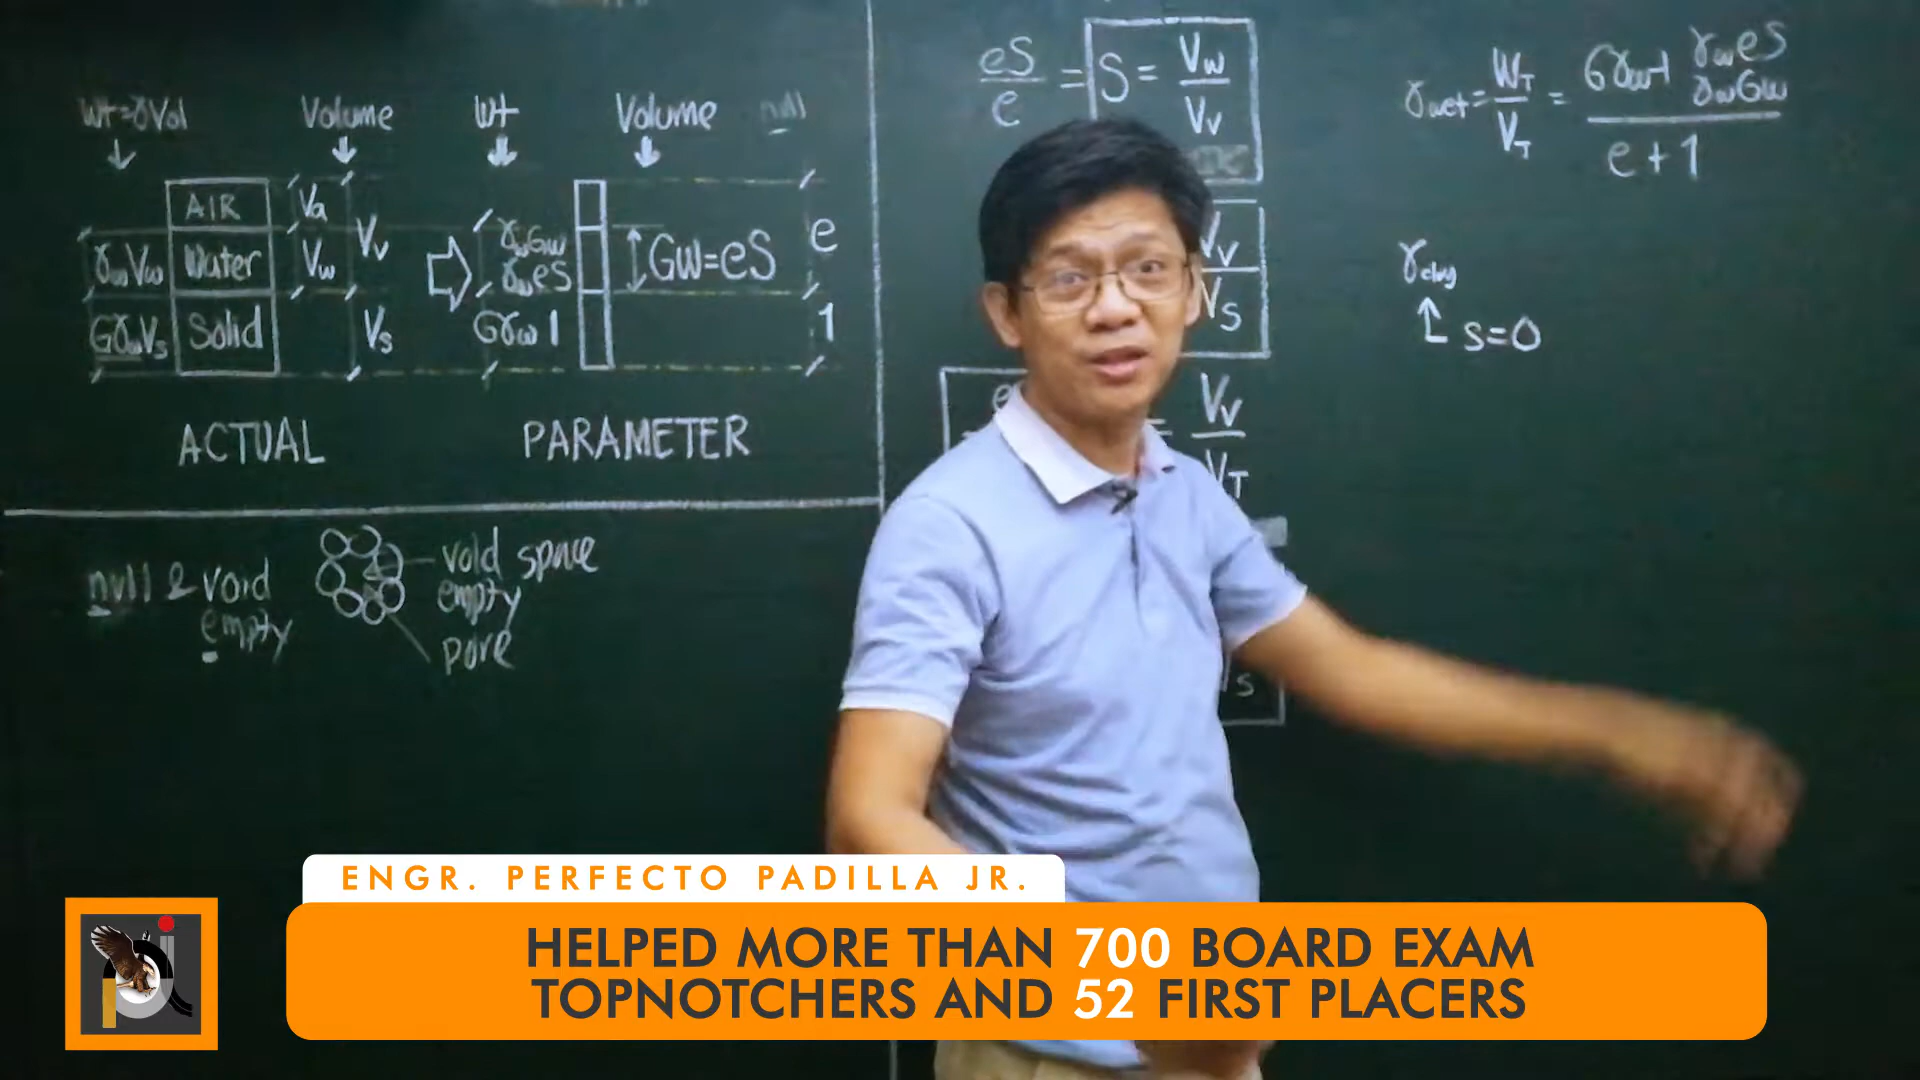 Wt=γVol
Volume
Wt
Volume null
AIR
Va
Vv
γwVw Water Vw
GγwVs Solid Vs
γwGw
γweS
Gγw1
Gw=eS
e
1
ACTUAL
PARAMETER
null & void
empty
void space
empty
pore
eS/e = S = Vw/Vv
Vv/Vs
= Vv/VT
s
γwet = WT/VT = Gγw1 + γweS γwGw / e+1
γdry
S=0
ENGR. PERFECTO PADILLA JR.
HELPED MORE THAN 700 BOARD EXAM
TOPNOTCHERS AND 52 FIRST PLACERS